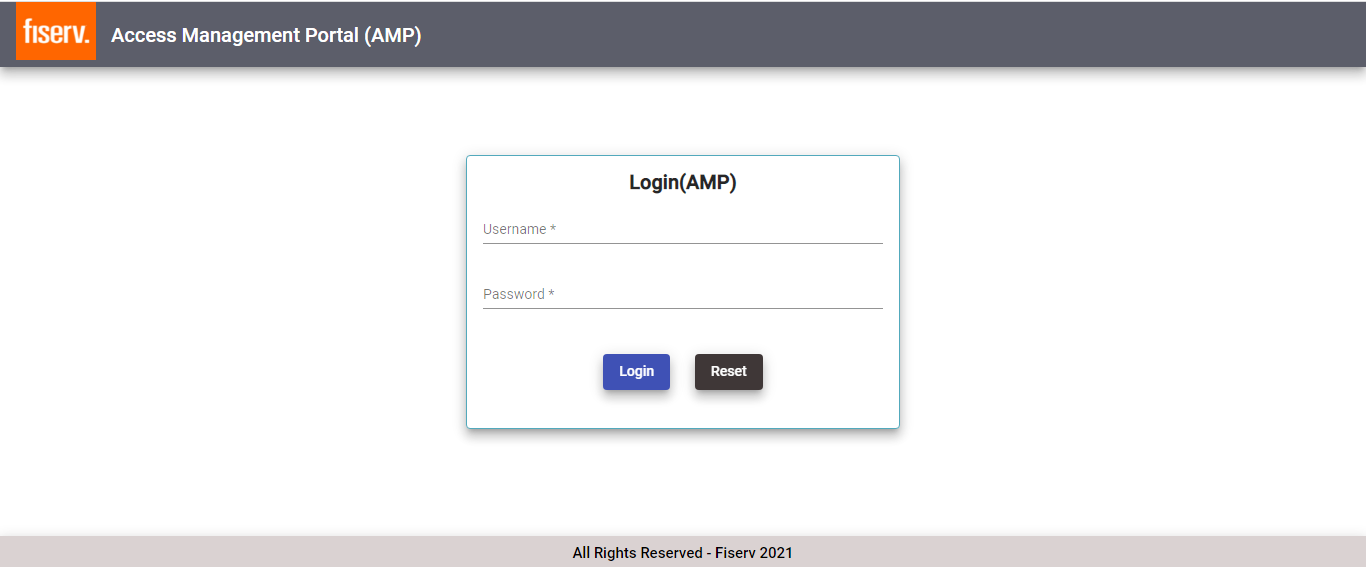 fiserv.
Access Management Portal (AMP)
Login(AMP)
Username *
Password *
Login Reset
All Rights Reserved - Fiserv 2021